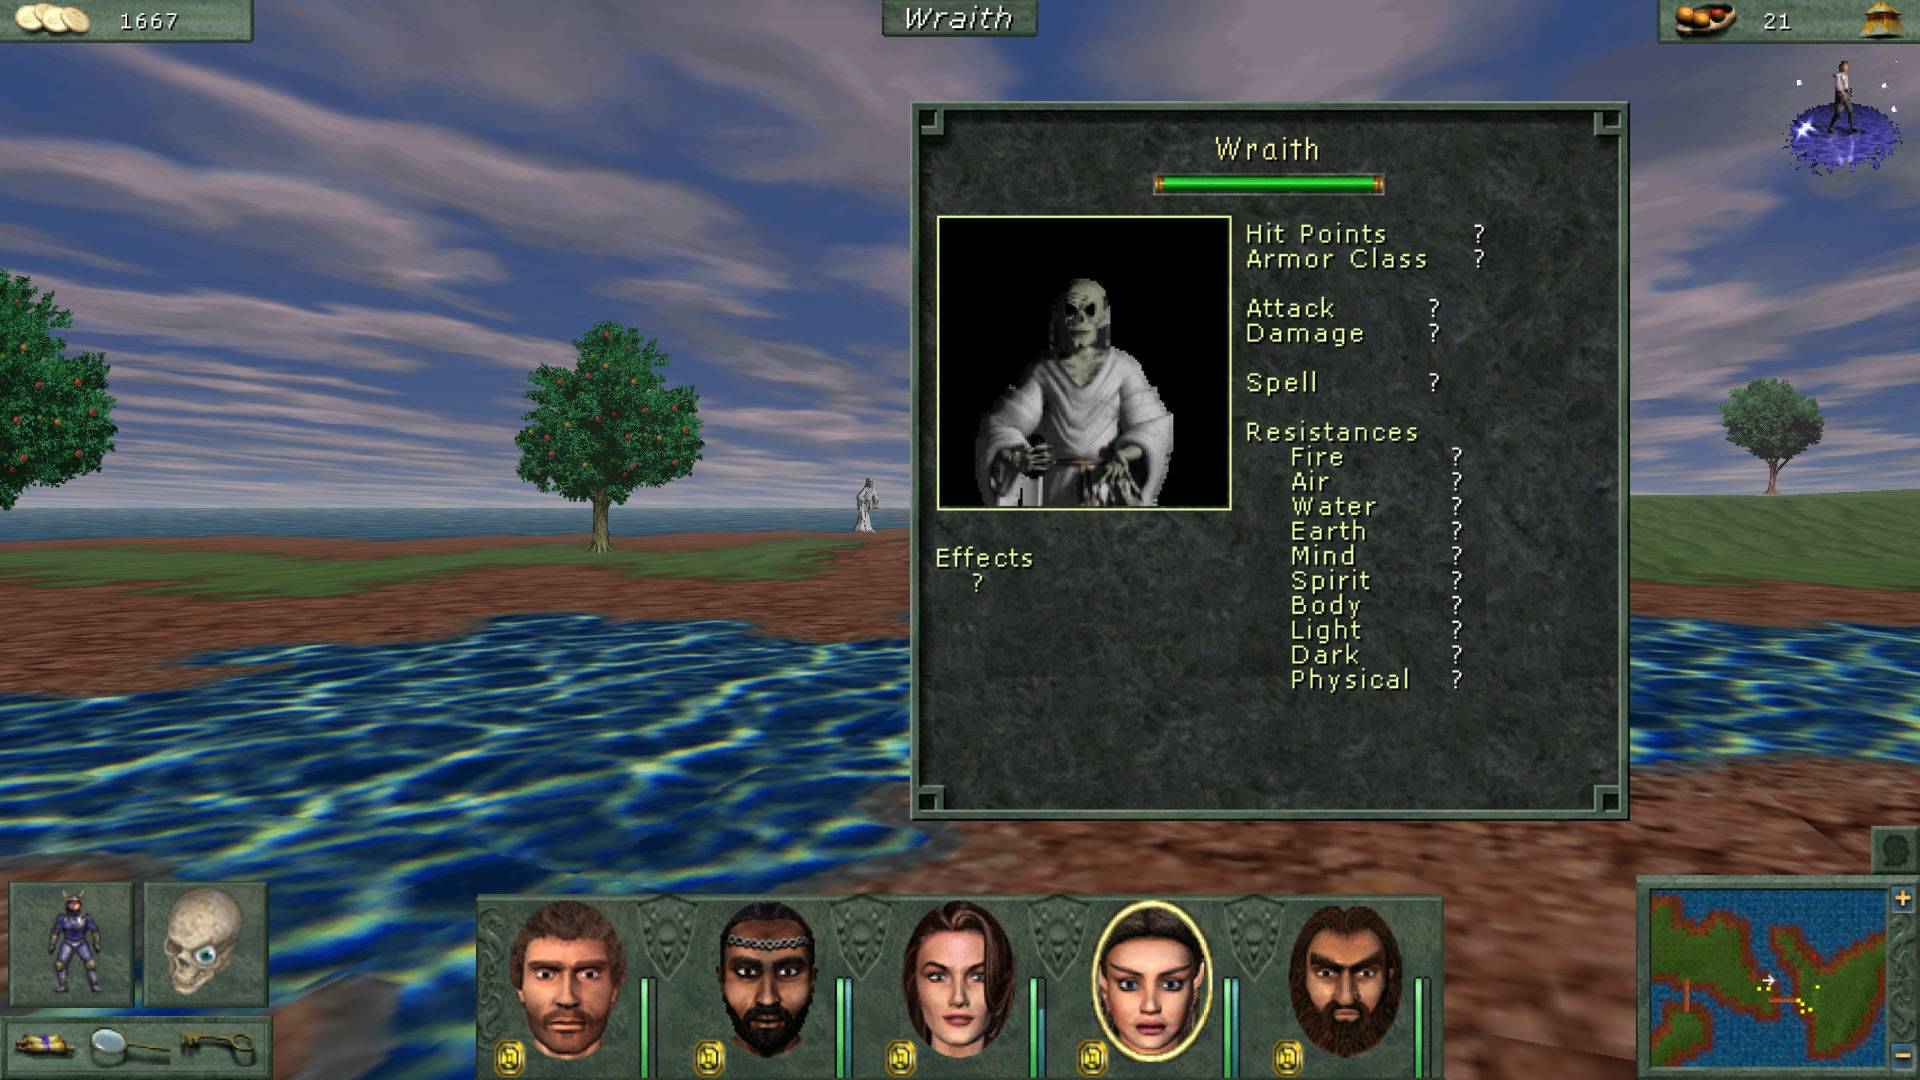 1667
Wraith
21
Wraith
Hit Points ?
Armor Class ?
Attack ?
Damage ?
Spell ?
Resistances
Fire ?
Air ?
Water ?
Earth ?
Mind ?
Spirit ?
Body ?
Light ?
Dark ?
Physical ?
Effects
?